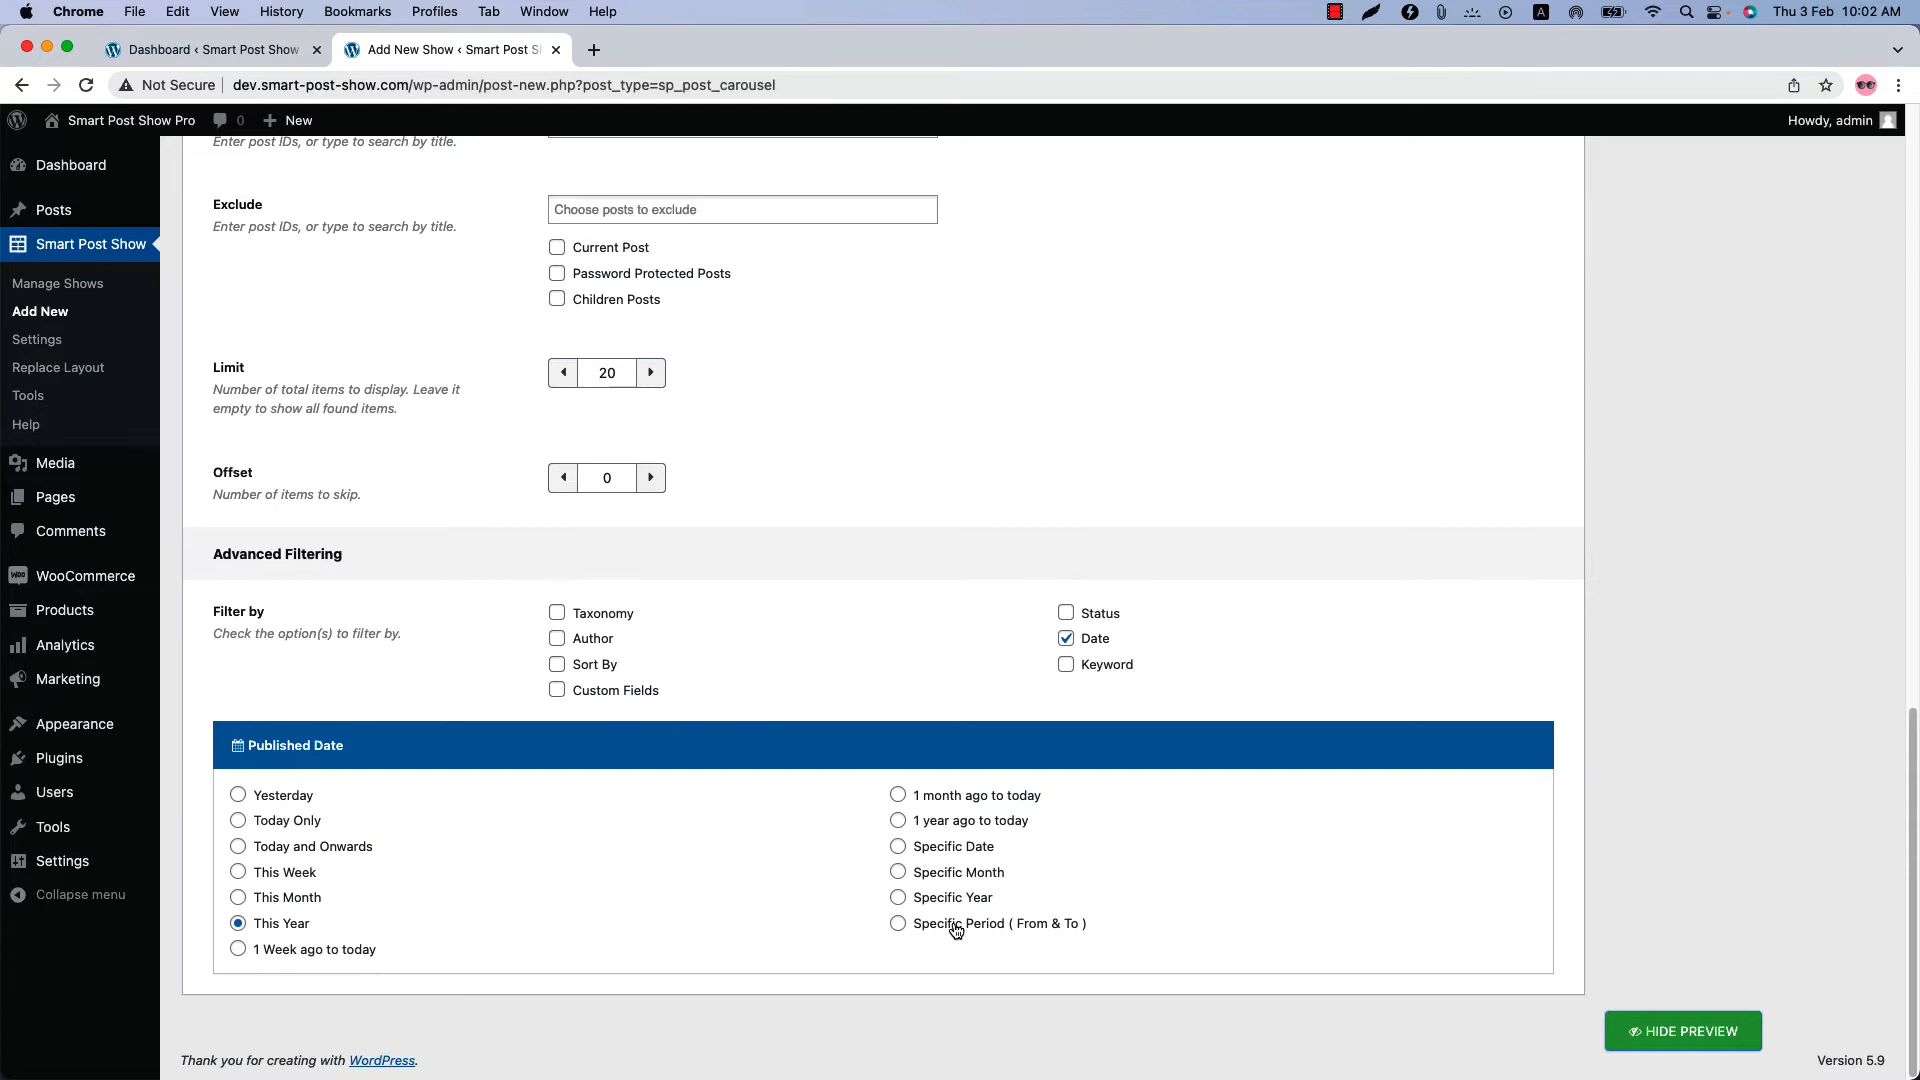 Chrome File Edit View History Bookmarks Profiles Tab Window Help A Thu 3 Feb 10:02 AM
Dashboard ‹ Smart Post Show Add New Show ‹ Smart Post S
Not Secure dev.smart-post-show.com/wp-admin/post-new.php?post_type=sp_post_carousel
Smart Post Show Pro 0 New Howdy, admin
Dashboard
Posts
Smart Post Show
Manage Shows
Add New
Settings
Replace Layout
Tools
Help
Media
Pages
Comments
WooCommerce
Products
Analytics
Marketing
Appearance
Plugins
Users
Tools
Settings
Collapse menu
Enter post IDs, or type to search by title.
Exclude
Enter post IDs, or type to search by title.
Choose posts to exclude
Current Post
Password Protected Posts
Children Posts
Limit
Number of total items to display. Leave it
empty to show all found items.
20
Offset
Number of items to skip.
0
Advanced Filtering
Filter by
Check the option(s) to filter by.
Taxonomy
Author
Sort By
Custom Fields
Status
Date
Keyword
Published Date
Yesterday
Today Only
Today and Onwards
This Week
This Month
This Year
1 Week ago to today
1 month ago to today
1 year ago to today
Specific Date
Specific Month
Specific Year
Specific Period ( From & To )
HIDE PREVIEW
Thank you for creating with WordPress.
Version 5.9